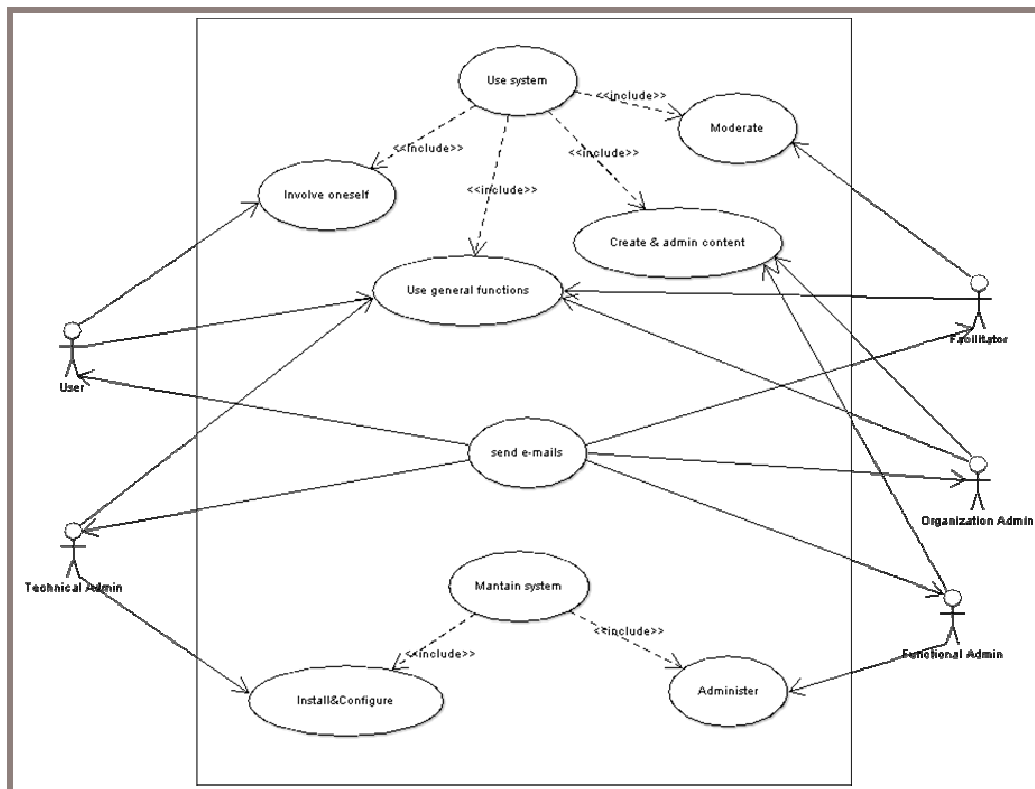 Use system
<<include>>
Moderate
<<include>>
<<include>>
<<include>>
Involve oneself
Create & admin content
Use general functions
Facilitator
User
send e-mails
Organization Admin
Technical Admin
Mantain system
<<include>>
<<include>>
Functional Admin
Install&Configure
Administer